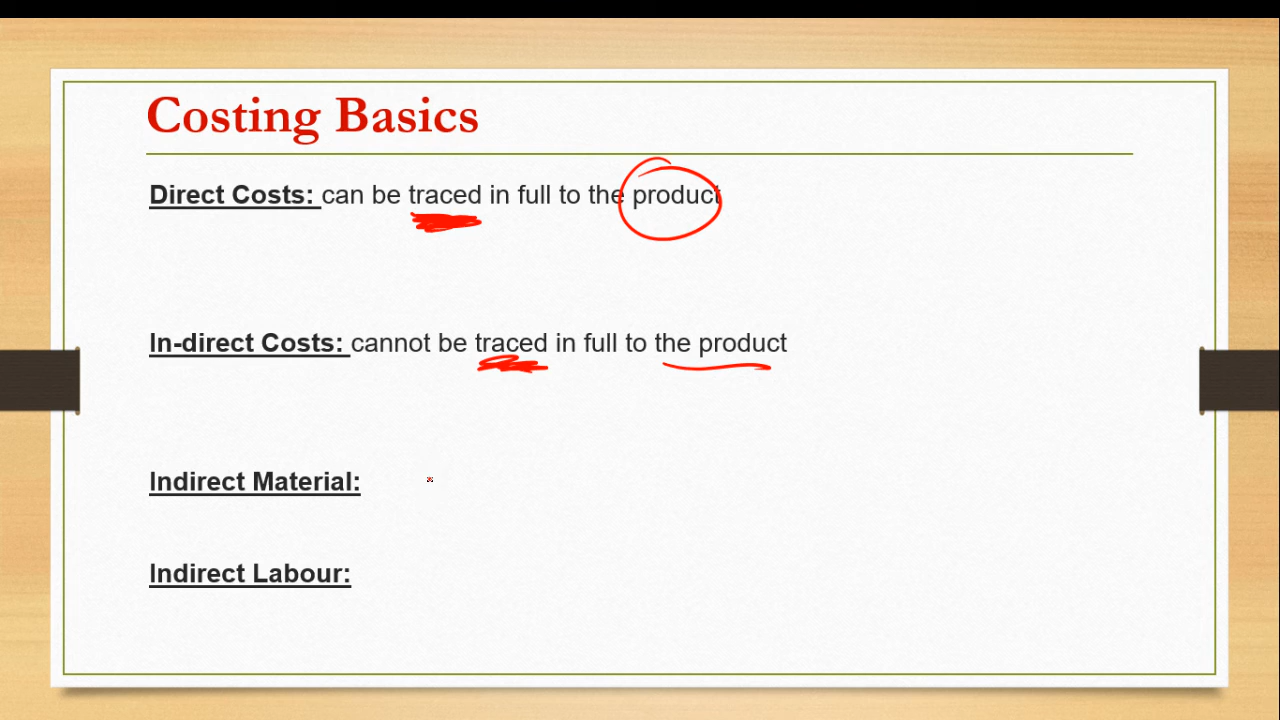 Costing Basics
Direct Costs: can be traced in full to the product
In-direct Costs: cannot be traced in full to the product
Indirect Material:
Indirect Labour: